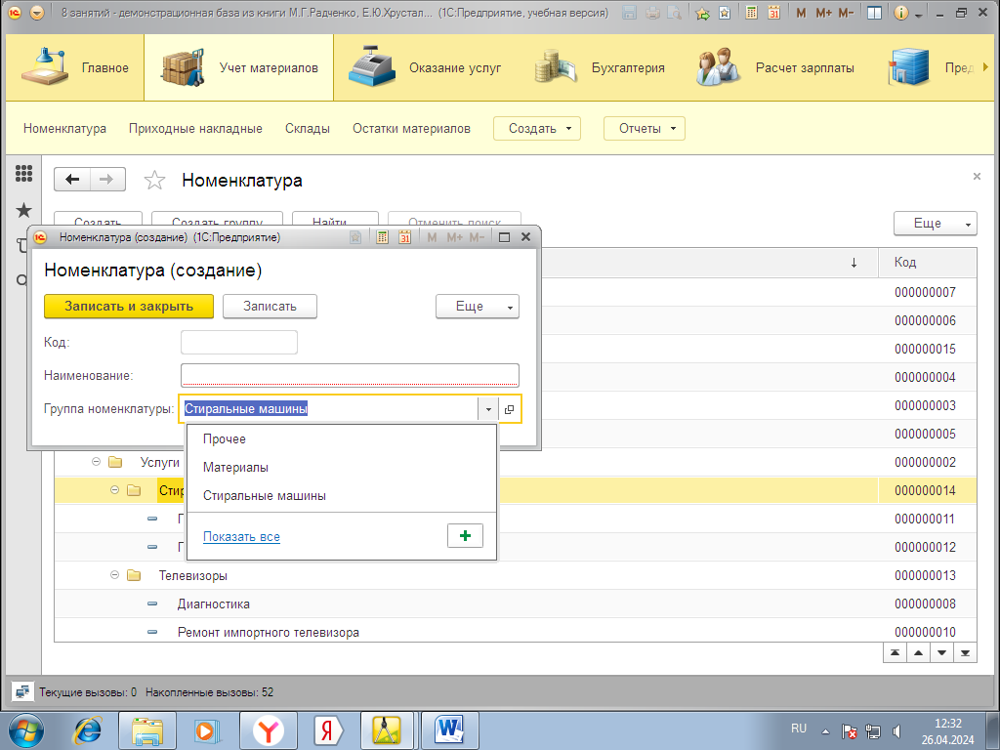 8 занятий - демонстрационная база из книги М.Г.Радченко, Е.Ю.Хрустал... (1С:Предприятие, учебная версия)
M M+ M-
Главное
Учет материалов
Оказание услуг
Бухгалтерия
Расчет зарплаты
Пред
Номенклатура
Приходные накладные
Склады
Остатки материалов
Создать
Отчеты
Номенклатура
Создать
Создать группу
Найти
Отменить поиск
Еще
Код
000000007
000000006
000000015
000000004
000000003
000000005
Номенклатура (создание) (1С:Предприятие)
M M+ M-
Номенклатура (создание)
Записать и закрыть
Записать
Еще
Код:
Наименование:
Группа номенклатуры:
Стиральные машины
Прочее
Материалы
Стиральные машины
Показать все
Услуги
000000002
Стир
000000014
000000011
000000012
Телевизоры
000000013
Диагностика
000000008
Ремонт импортного телевизора
000000010
Текущие вызовы: 0 Накопленные вызовы: 52
RU
12:32
26.04.2024